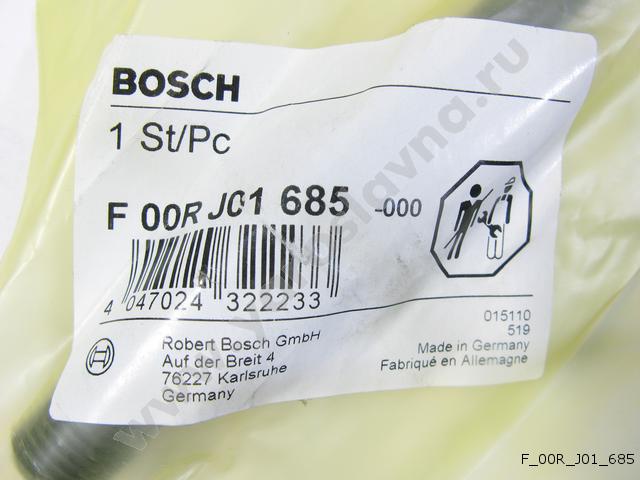 BOSCH
1 St/Pc
F 00R J01 685 -000
4 047024 322233
Robert Bosch GmbH
Auf der Breit 4
76227 Karlsruhe
Germany
015110
519
Made in Germany
Fabriqué en Allemagne
F_00R_J01_685